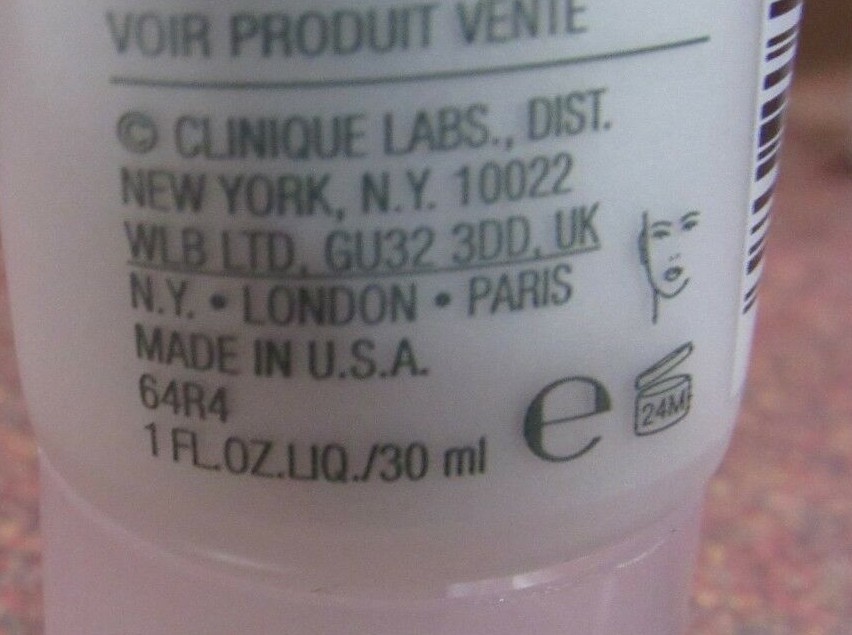 VOIR PRODUIT VENTE
© CLINIQUE LABS., DIST.
NEW YORK, N.Y. 10022
WLB LTD, GU32 3DD, UK
N.Y. • LONDON • PARIS
MADE IN U.S.A.
64R4
1 FL.OZ.LIQ./30 ml e
24M